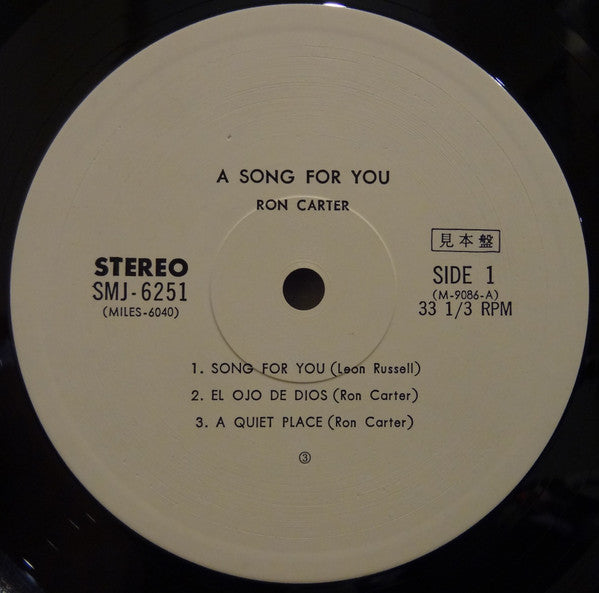 A SONG FOR YOU
RON CARTER
STEREO
SMJ-6251
(MILES-6040)
見本盤
SIDE 1
(M-9086-A)
33 1/3 RPM
1. SONG FOR YOU (Leon Russell)
2. EL OJO DE DIOS (Ron Carter)
3. A QUIET PLACE (Ron Carter)
③